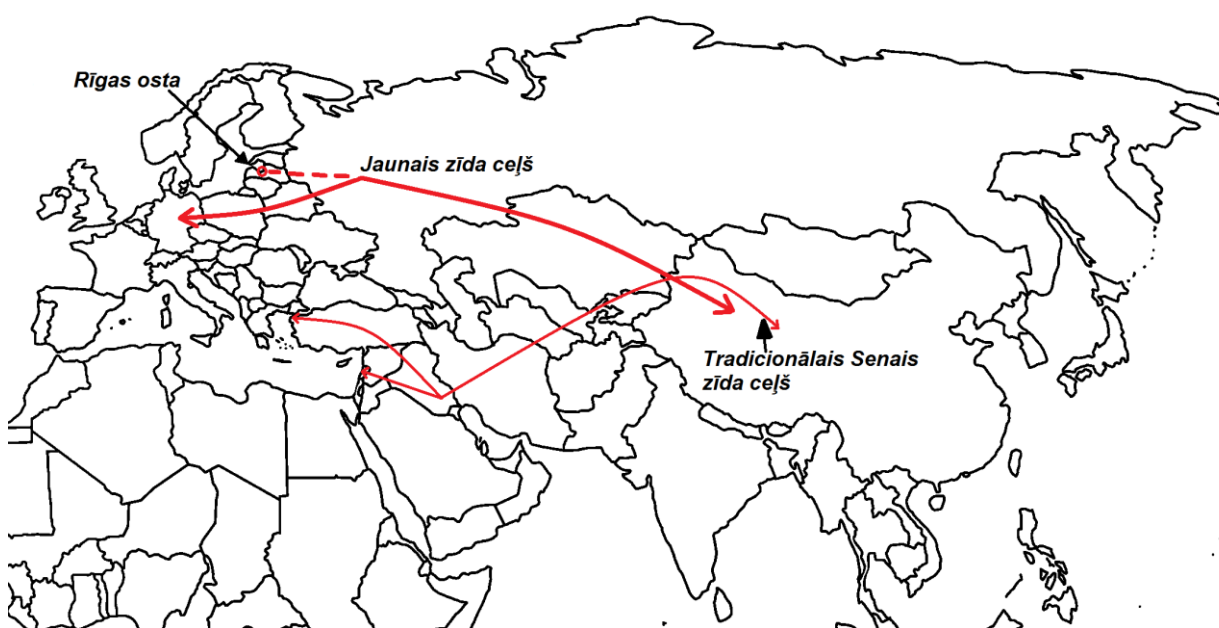 Rīgas osta
Jaunais zīda ceļš
Tradicionālais Senais
zīda ceļš